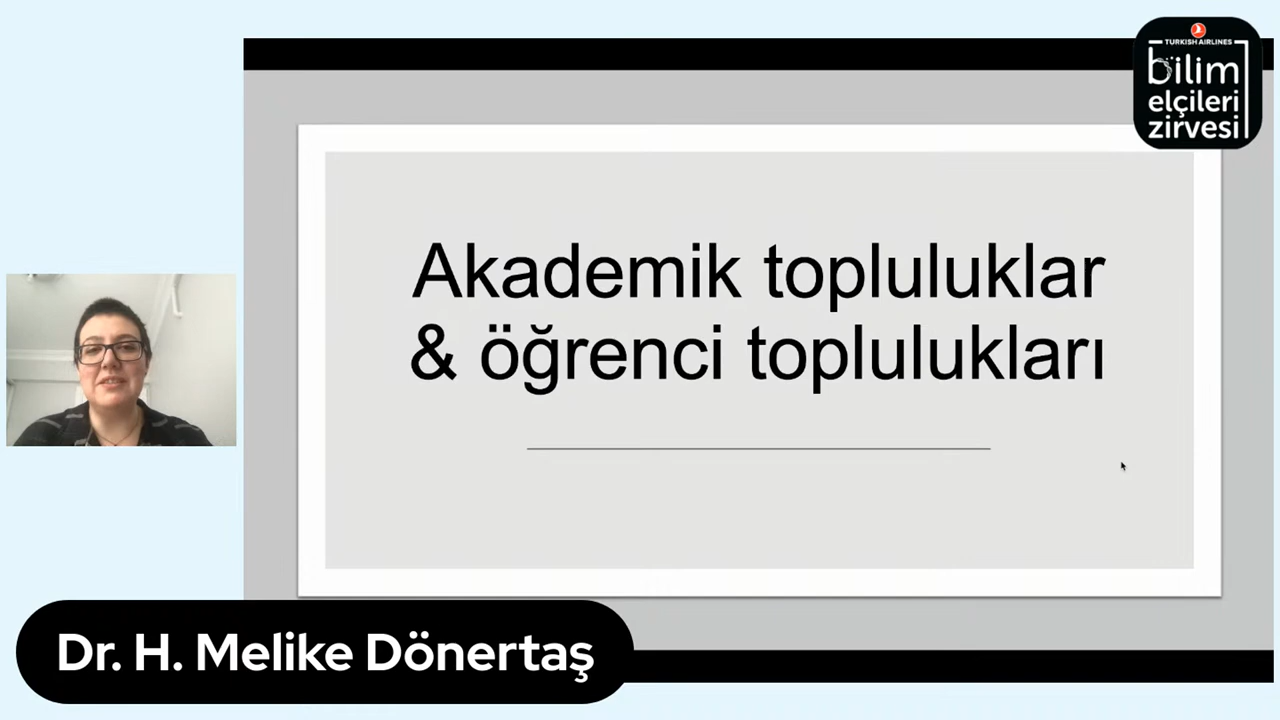 TURKISH AIRLINES
bilim
elçileri
zirvesi
Akademik topluluklar
& öğrenci toplulukları
Dr. H. Melike Dönertaş